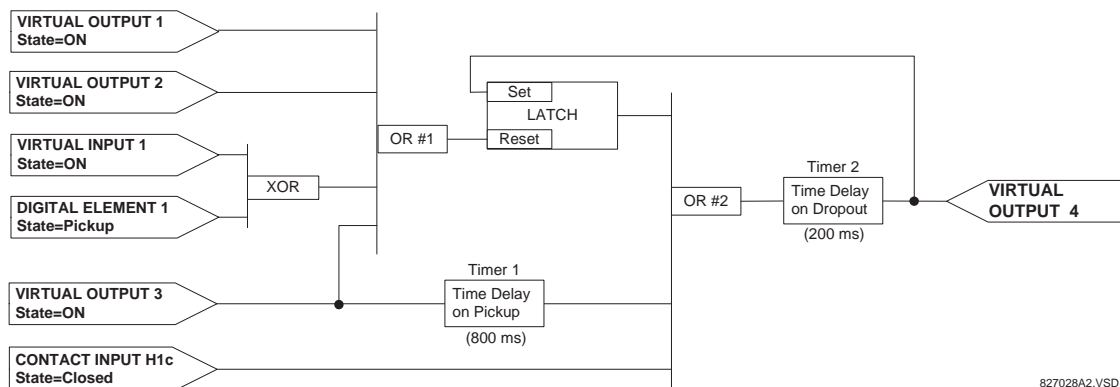 VIRTUAL OUTPUT 1
State=ON
VIRTUAL OUTPUT 2
State=ON
VIRTUAL INPUT 1
State=ON
DIGITAL ELEMENT 1
State=Pickup
VIRTUAL OUTPUT 3
State=ON
CONTACT INPUT H1c
State=Closed
XOR
OR #1
Set
LATCH
Reset
Timer 1
Time Delay
on Pickup
(800 ms)
OR #2
Timer 2
Time Delay
on Dropout
(200 ms)
VIRTUAL
OUTPUT 4
827028A2.VSD